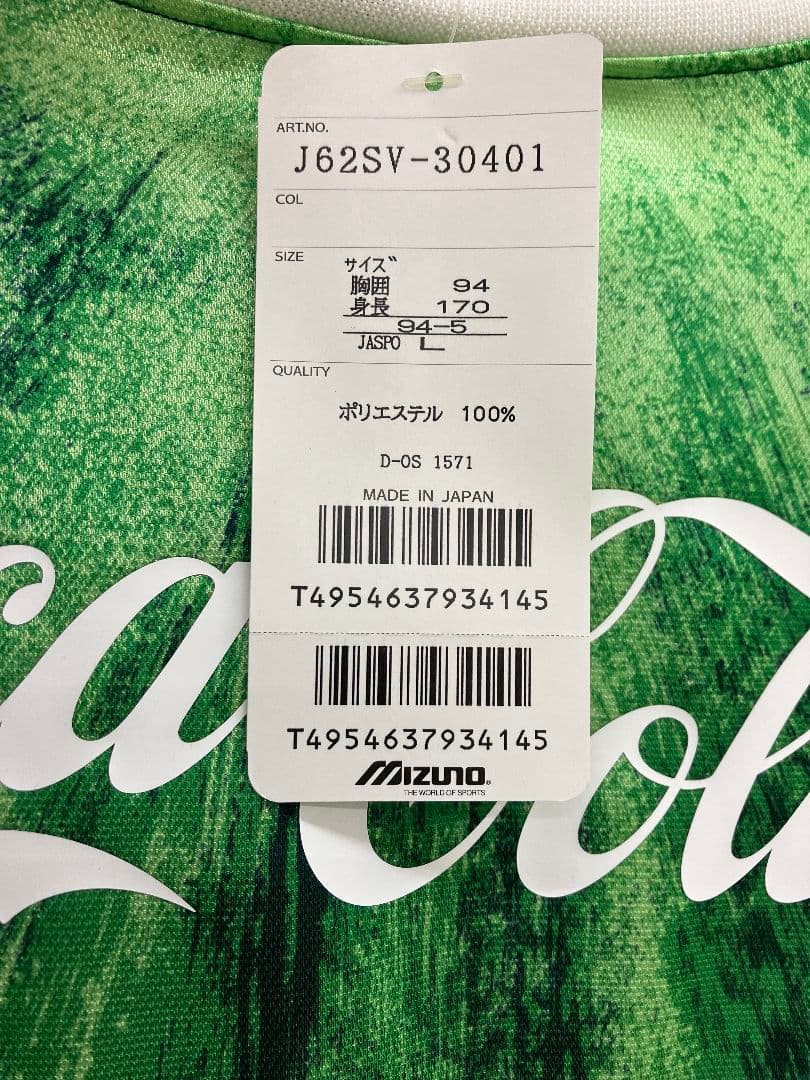 ART.NO.
J62SV-30401
COL
SIZE
サイズ
胸囲 94
身長 170
94-5
JASPO L
QUALITY
ポリエステル 100%
D-OS 1571
MADE IN JAPAN
T4954637934145
T4954637934145
MIZUNO
THE WORLD OF SPORTS
ca Col